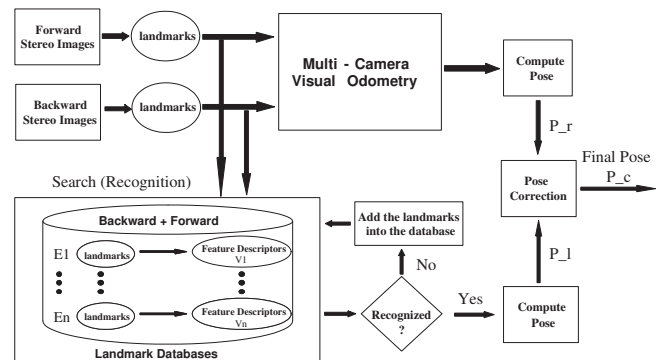 Forward
Stereo Images
landmarks
Multi - Camera
Visual Odometry
Compute
Pose
Backward
Stereo Images
landmarks
P_r
Final Pose
P_c
Pose
Correction
Search (Recognition)
Backward + Forward
E1
landmarks
Feature Descriptors
V1
En
landmarks
Feature Descriptors
Vn
Landmark Databases
Add the landmarks
into the database
No
Recognized
?
Yes
P_l
Compute
Pose